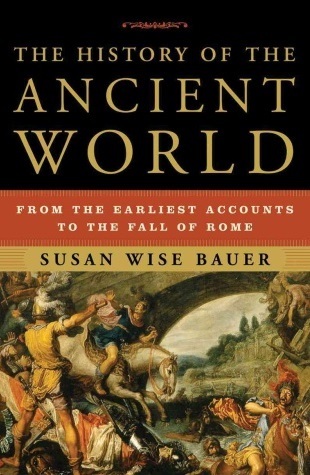 THE HISTORY OF THE
ANCIENT
WORLD
FROM THE EARLIEST ACCOUNTS
TO THE FALL OF ROME
SUSAN WISE BAUER